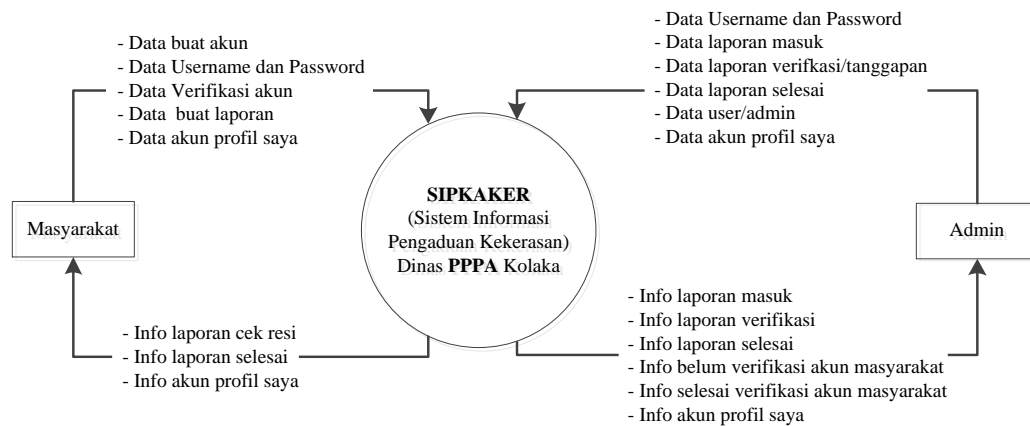 - Data buat akun
- Data Username dan Password
- Data Verifikasi akun
- Data buat laporan
- Data akun profil saya
- Data Username dan Password
- Data laporan masuk
- Data laporan verifkasi/tanggapan
- Data laporan selesai
- Data user/admin
- Data akun profil saya
Masyarakat
SIPKAKER
(Sistem Informasi
Pengaduan Kekerasan)
Dinas PPPA Kolaka
Admin
- Info laporan cek resi
- Info laporan selesai
- Info akun profil saya
- Info laporan masuk
- Info laporan verifikasi
- Info laporan selesai
- Info belum verifikasi akun masyarakat
- Info selesai verifikasi akun masyarakat
- Info akun profil saya